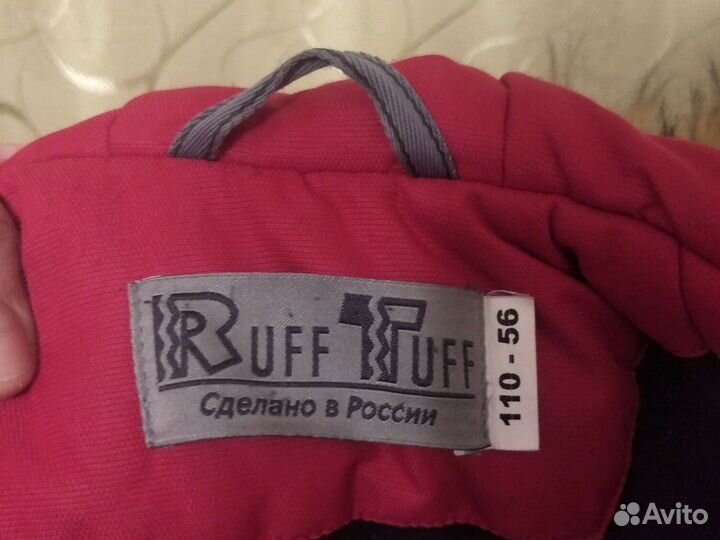 RUFF TUFF
Сделано в России
110 - 56
Avito